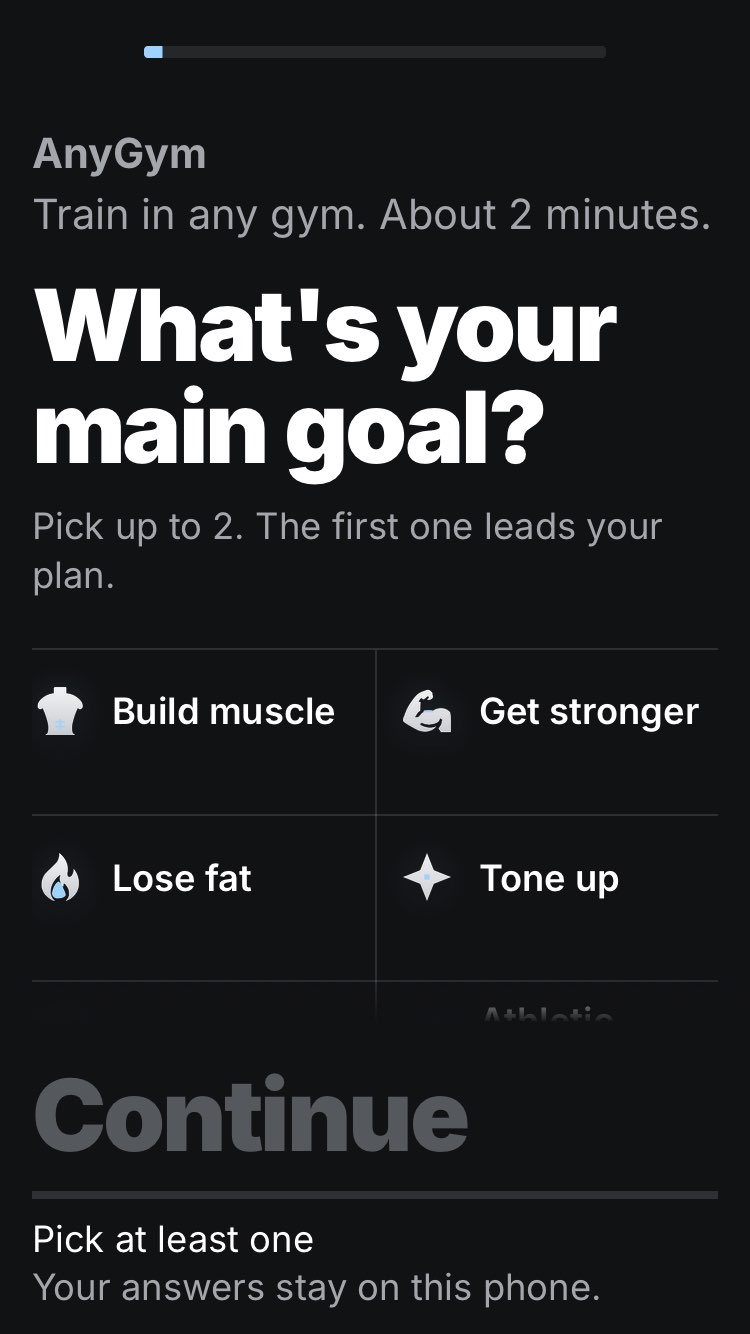 AnyGym
Train in any gym. About 2 minutes.
What's your
main goal?
Pick up to 2. The first one leads your
plan.
Build muscle
Get stronger
Lose fat
Tone up
Athletic
Continue
Pick at least one
Your answers stay on this phone.